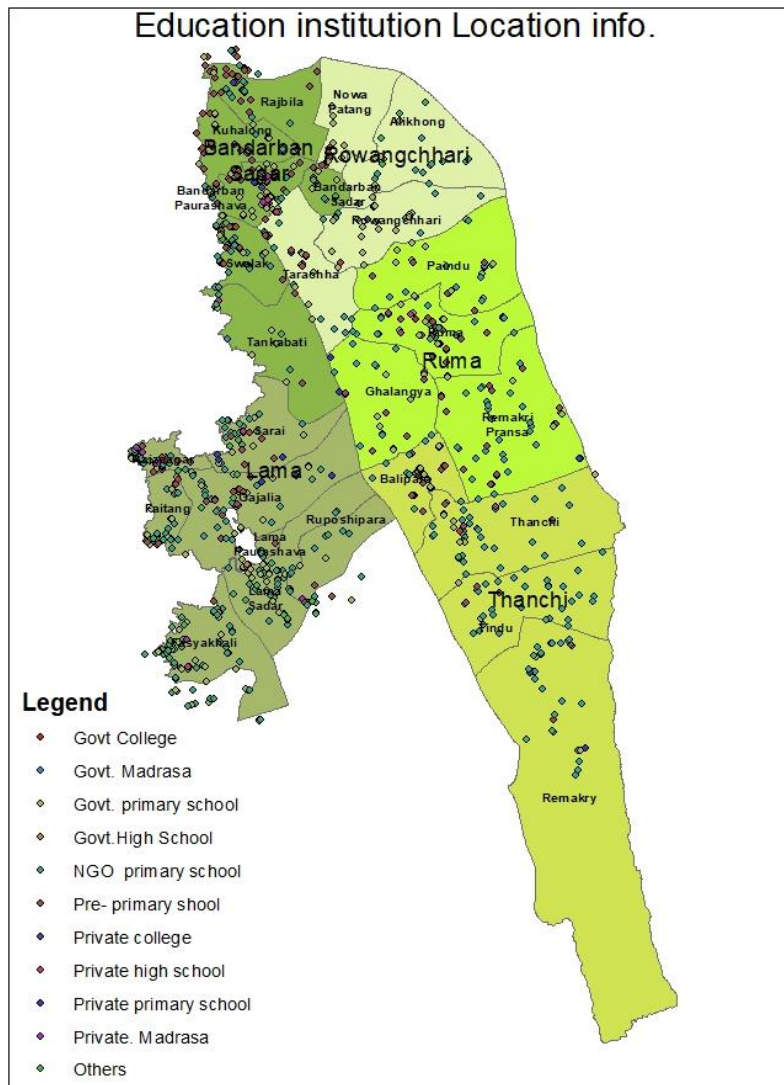 Education institution Location info.
Nowa
Patang
Rajbila
Alikhong
Kuhalong
Bandarban
Sadar
Rowangchhari
Bandarban
Paurashava
Bandarban
Sadar
Rowangchhari
Swalak
Tarachha
Paindu
Tankabati
Ruma
Ruma
Ghalangya
Remakri
Pransa
Sarai
Lama
Gajalia
Balipara
Ruposhipara
Thanchi
Lama
Paurashava
Lama
Sadar
Thanchi
Tindu
Remakry
Legend
Govt College
Govt. Madrasa
Govt. primary school
Govt.High School
NGO primary school
Pre- primary shool
Private college
Private high school
Private primary school
Private. Madrasa
Others